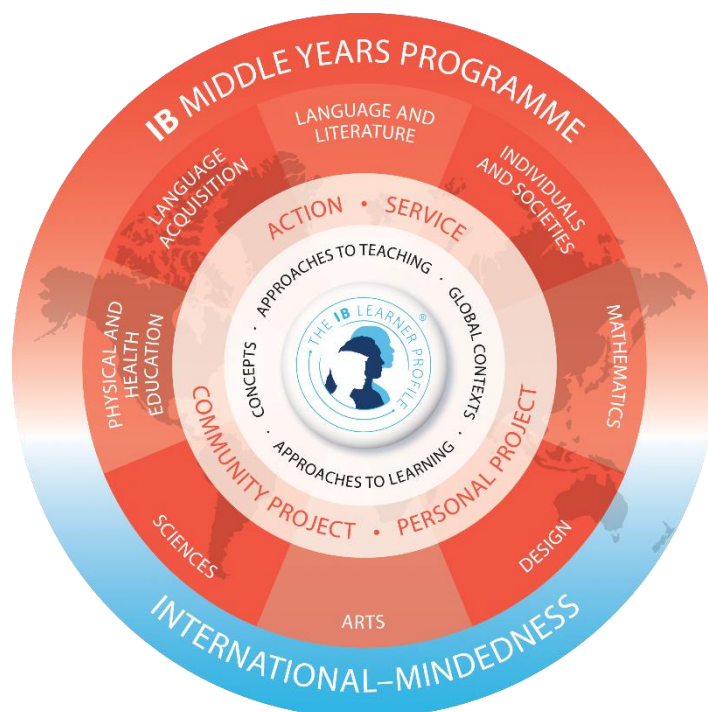 IB MIDDLE YEARS PROGRAMME
LANGUAGE AND
LITERATURE
INDIVIDUALS
AND SOCIETIES
MATHEMATICS
DESIGN
ARTS
SCIENCES
PHYSICAL AND
HEALTH
EDUCATION
LANGUAGE
ACQUISITION
ACTION • SERVICE
PERSONAL PROJECT
•
COMMUNITY PROJECT
APPROACHES TO TEACHING
·
GLOBAL CONTEXTS
·
APPROACHES TO LEARNING
·
CONCEPTS
·
THE IB LEARNER PROFILE ®
INTERNATIONAL–MINDEDNESS